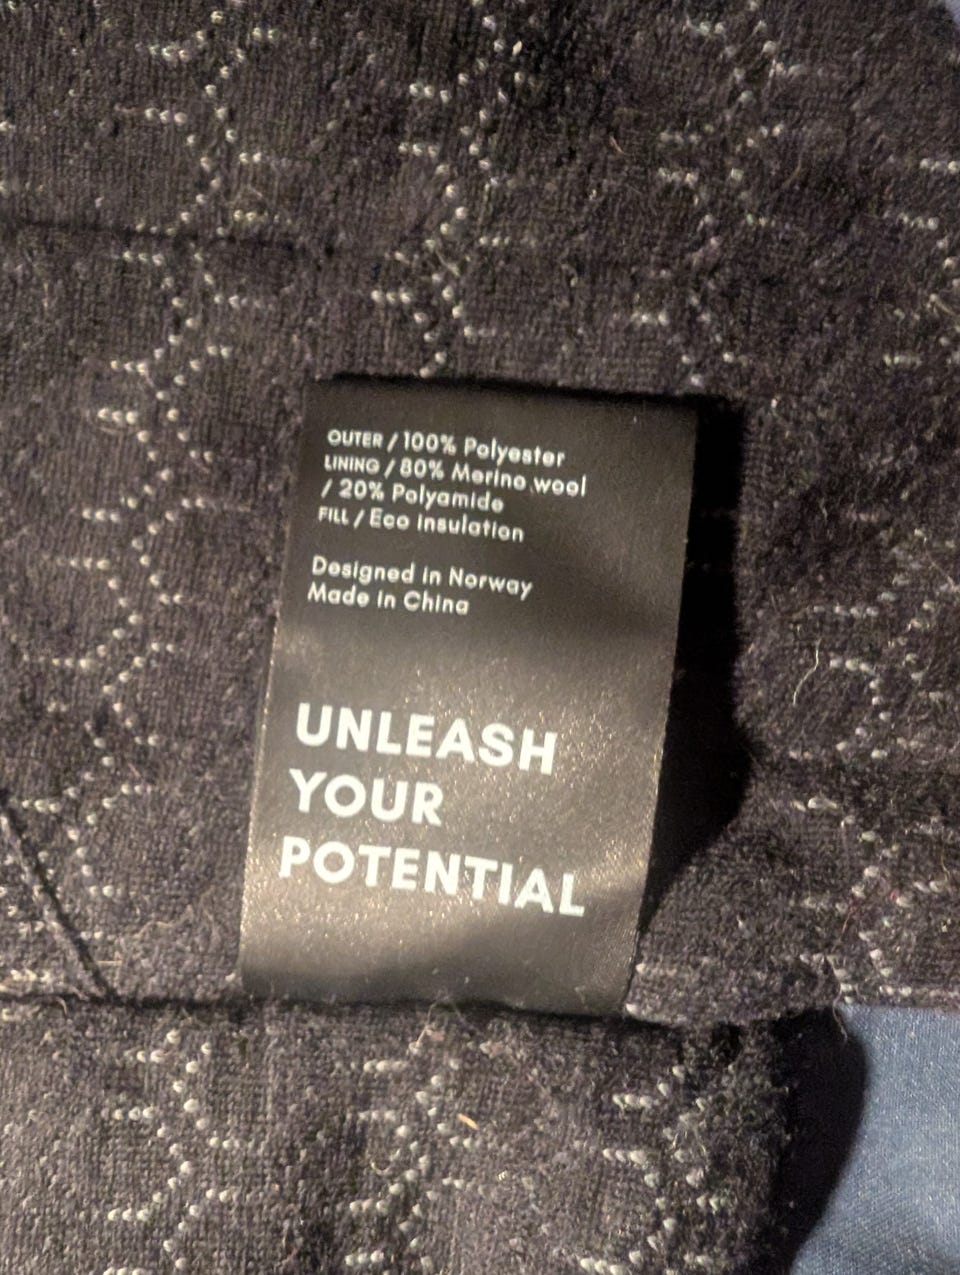 OUTER / 100% Polyester
LINING / 80% Merino wool
/ 20% Polyamide
FILL / Eco insulation
Designed in Norway
Made in China
UNLEASH
YOUR
POTENTIAL